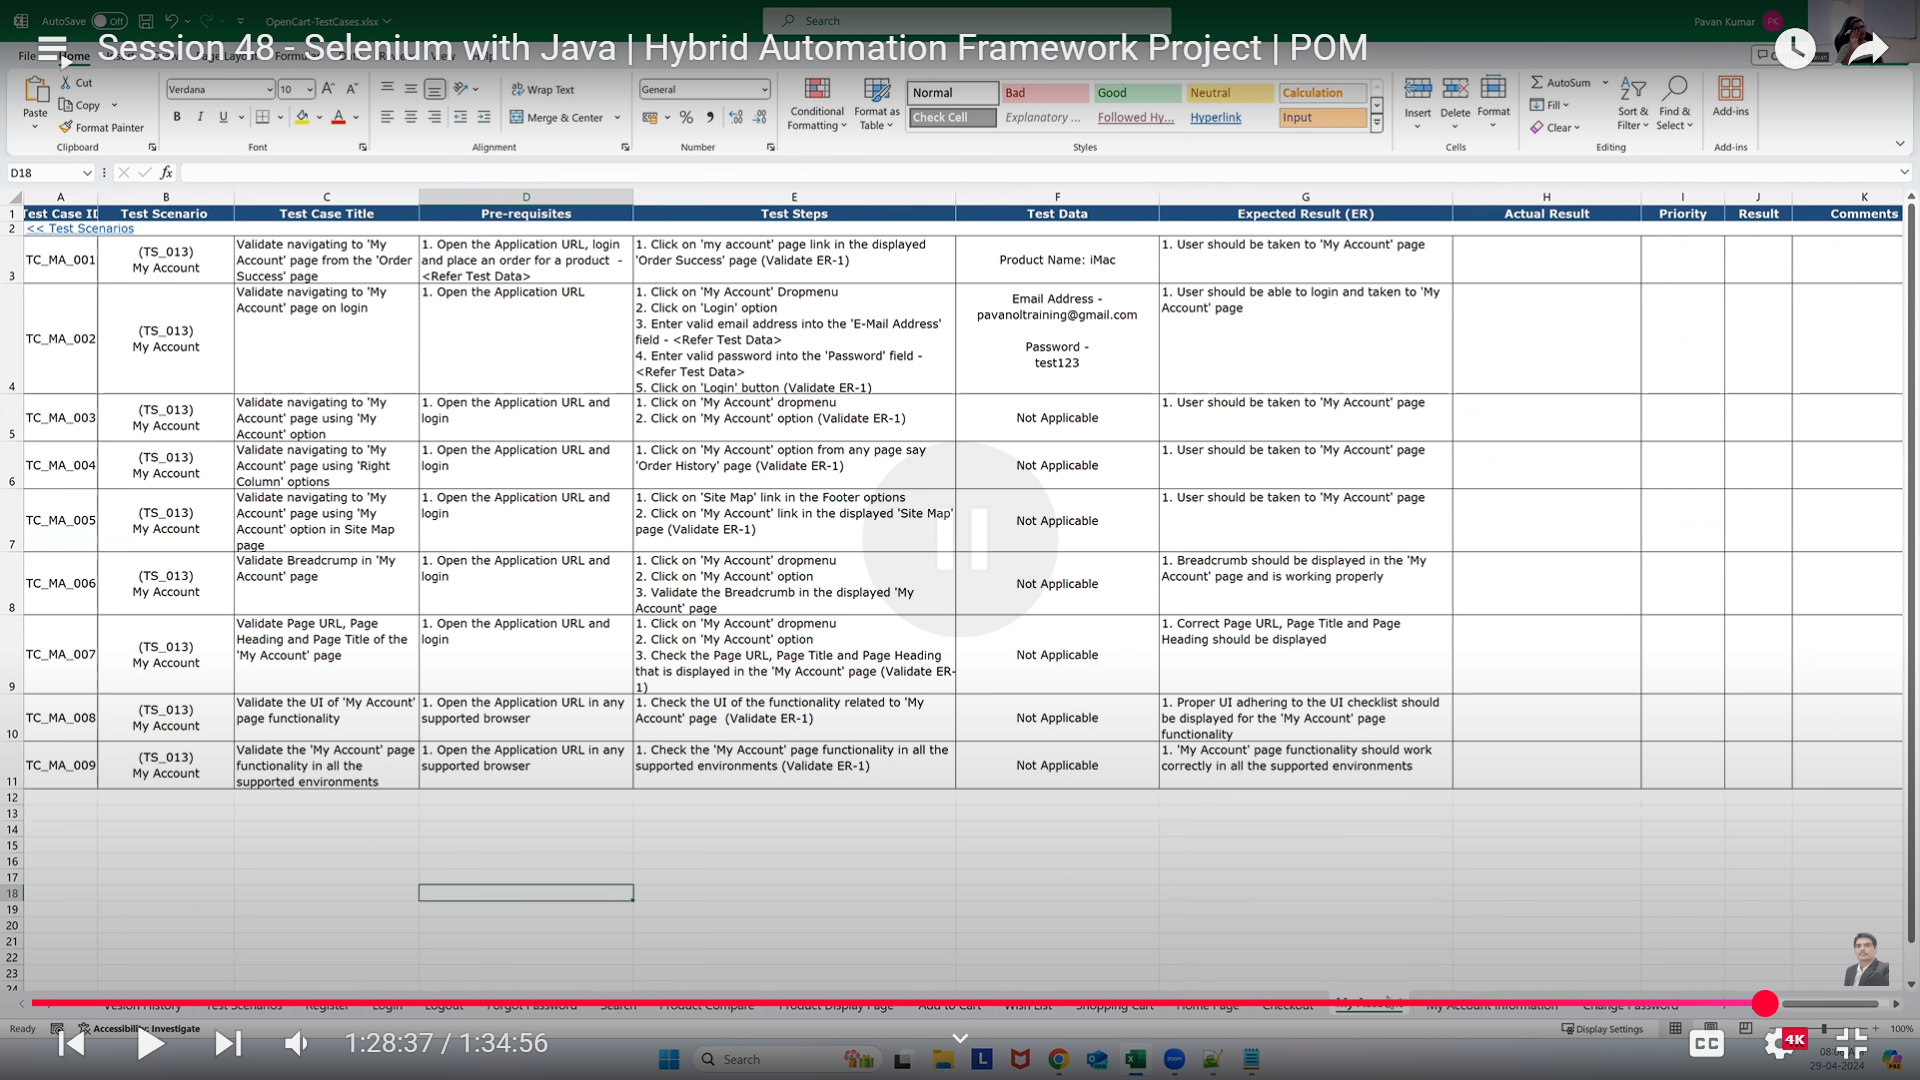 AutoSave Off OpenCart-TestCases.xlsx Search Pavan Kumar PK
Session 48 - Selenium with Java | Hybrid Automation Framework Project | POM
File Home
Cut
Copy
Format Painter
Paste
Clipboard
Verdana 10
B I U
Font
Wrap Text
Merge & Center
Alignment
General
Number
Conditional Formatting
Format as Table
Normal Bad Good Neutral Calculation
Check Cell Explanatory ... Followed Hy... Hyperlink Input
Styles
Insert Delete Format
Cells
AutoSum
Fill
Clear
Sort & Filter
Find & Select
Editing
Add-ins
Add-ins
D18 fx
A B C D E F G H I J K
1 Test Scenario Test Case Title Pre-requisites Test Steps Test Data Expected Result (ER) Actual Result Priority Result Comments
2 << Test Scenarios
3 TC_MA_001
(TS_013)
My Account
Validate navigating to 'My
Account' page from the 'Order
Success' page
1. Open the Application URL, login
and place an order for a product -
<Refer Test Data>
1. Click on 'my account' page link in the displayed
'Order Success' page (Validate ER-1)
Product Name: iMac
1. User should be taken to 'My Account' page
4 TC_MA_002
(TS_013)
My Account
Validate navigating to 'My
Account' page on login
1. Open the Application URL
1. Click on 'My Account' Dropmenu
2. Click on 'Login' option
3. Enter valid email address into the 'E-Mail Address'
field - <Refer Test Data>
4. Enter valid password into the 'Password' field -
<Refer Test Data>
5. Click on 'Login' button (Validate ER-1)
Email Address -
pavanoltraining@gmail.com
Password -
test123
1. User should be able to login and taken to 'My
Account' page
5 TC_MA_003
(TS_013)
My Account
Validate navigating to 'My
Account' page using 'My
Account' option
1. Open the Application URL and
login
1. Click on 'My Account' dropmenu
2. Click on 'My Account' option (Validate ER-1)
Not Applicable
1. User should be taken to 'My Account' page
6 TC_MA_004
(TS_013)
My Account
Validate navigating to 'My
Account' page using 'Right
Column' options
1. Open the Application URL and
login
1. Click on 'My Account' option from any page say
'Order History' page (Validate ER-1)
Not Applicable
1. User should be taken to 'My Account' page
7 TC_MA_005
(TS_013)
My Account
Validate navigating to 'My
Account' page using 'My
Account' option in Site Map
page
1. Open the Application URL and
login
1. Click on 'Site Map' link in the Footer options
2. Click on 'My Account' link in the displayed 'Site Map'
page (Validate ER-1)
Not Applicable
1. User should be taken to 'My Account' page
8 TC_MA_006
(TS_013)
My Account
Validate Breadcrump in 'My
Account' page
1. Open the Application URL and
login
1. Click on 'My Account' dropmenu
2. Click on 'My Account' option
3. Validate the Breadcrumb in the displayed 'My
Account' page
Not Applicable
1. Breadcrumb should be displayed in the 'My
Account' page and is working properly
9 TC_MA_007
(TS_013)
My Account
Validate Page URL, Page
Heading and Page Title of the
'My Account' page
1. Open the Application URL and
login
1. Click on 'My Account' dropmenu
2. Click on 'My Account' option
3. Check the Page URL, Page Title and Page Heading
that is displayed in the 'My Account' page (Validate ER-
1)
Not Applicable
1. Correct Page URL, Page Title and Page
Heading should be displayed
10 TC_MA_008
(TS_013)
My Account
Validate the UI of 'My Account'
page functionality
1. Open the Application URL in any
supported browser
1. Check the UI of the functionality related to 'My
Account' page (Validate ER-1)
Not Applicable
1. Proper UI adhering to the UI checklist should
be displayed for the 'My Account' page
functionality
11 TC_MA_009
(TS_013)
My Account
Validate the 'My Account' page
functionality in all the
supported environments
1. Open the Application URL in any
supported browser
1. Check the 'My Account' page functionality in all the
supported environments (Validate ER-1)
Not Applicable
1. 'My Account' page functionality should work
correctly in all the supported environments
12
13
14
15
16
17
18
19
20
21
22
23
24
Version History Test Scenarios Register Login Logout Forgot Password Search Product Compare Product Display Page Add to Cart Wish List Shopping Cart Home Page Checkout My Account My Account Information Change Password
Ready Accessibility: Investigate Display Settings 100%
1:28:37 / 1:34:56 CC 4K
Search
29-04-2024